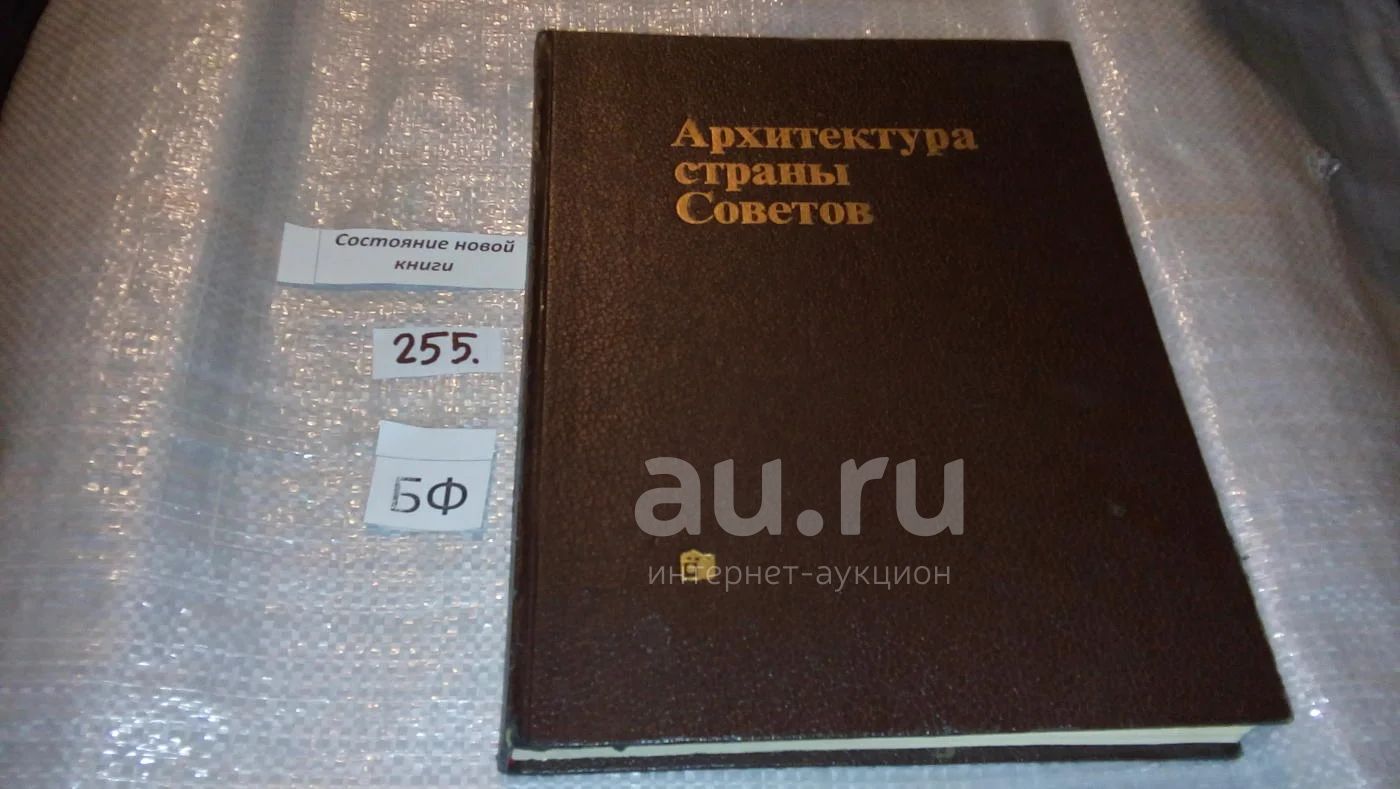 Архитектура
страны
Советов
Состояние новой
книги
255.
БФ
au.ru
интернет-аукцион